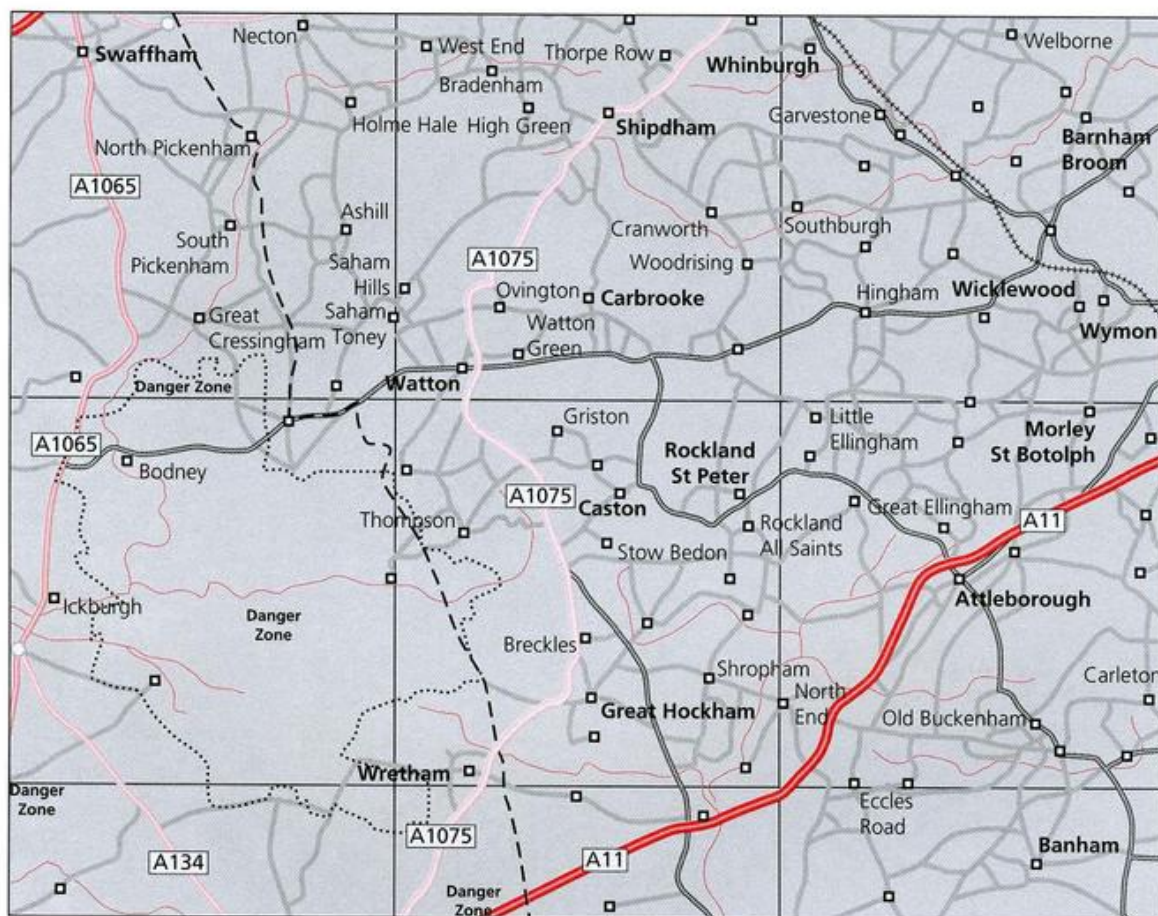 Swaffham
Necton
West End
Bradenham
Thorpe Row
Whinburgh
Welborne
North Pickenham
Holme Hale
High Green
Shipdham
Garvestone
Barnham
Broom
A1065
Ashill
South
Pickenham
Cranworth
Southburgh
A1075
Woodrising
Saham
Hills
Ovington
Carbrooke
Hingham
Wicklewood
Great
Cressingham
Saham
Toney
Watton
Green
Wymon
Danger Zone
Watton
Griston
Little
Ellingham
Morley
St Botolph
A1065
Bodney
Rockland
St Peter
A1075
Caston
Great Ellingham
A11
Thompson
Stow Bedon
Rockland
All Saints
Ickburgh
Danger
Zone
Attleborough
Breckles
Shropham
Carleton
Great Hockham
North
End
Old Buckenham
Wretham
Danger
Zone
Eccles
Road
A134
A1075
A11
Banham
Danger
Zone